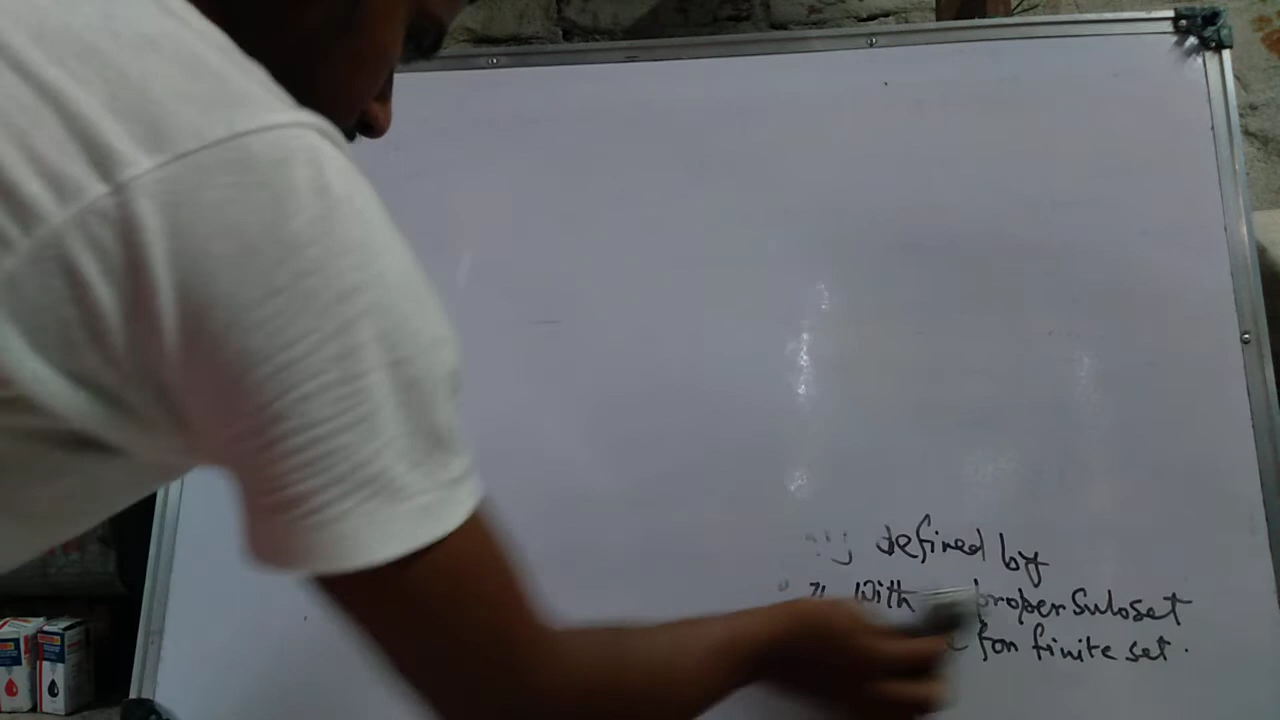 defined by
With proper Subset
for finite set.